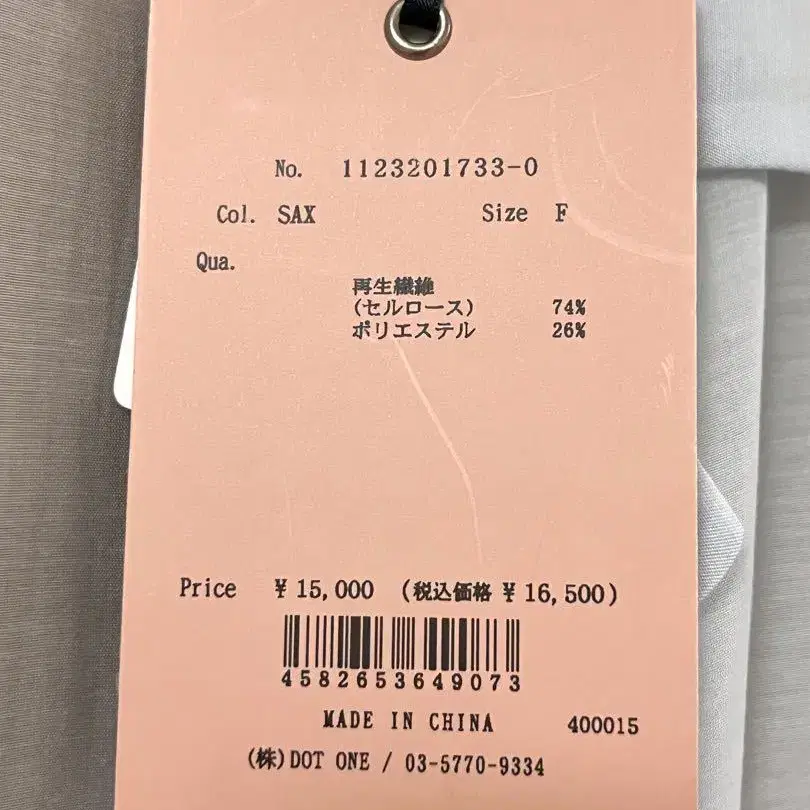 No. 1123201733-0
Col. SAX Size F
Qua.
再生繊維
(セルロース) 74%
ポリエステル 26%
Price ¥15,000 (税込価格 ¥16,500)
4582653649073
MADE IN CHINA 400015
(株)DOT ONE / 03-5770-9334